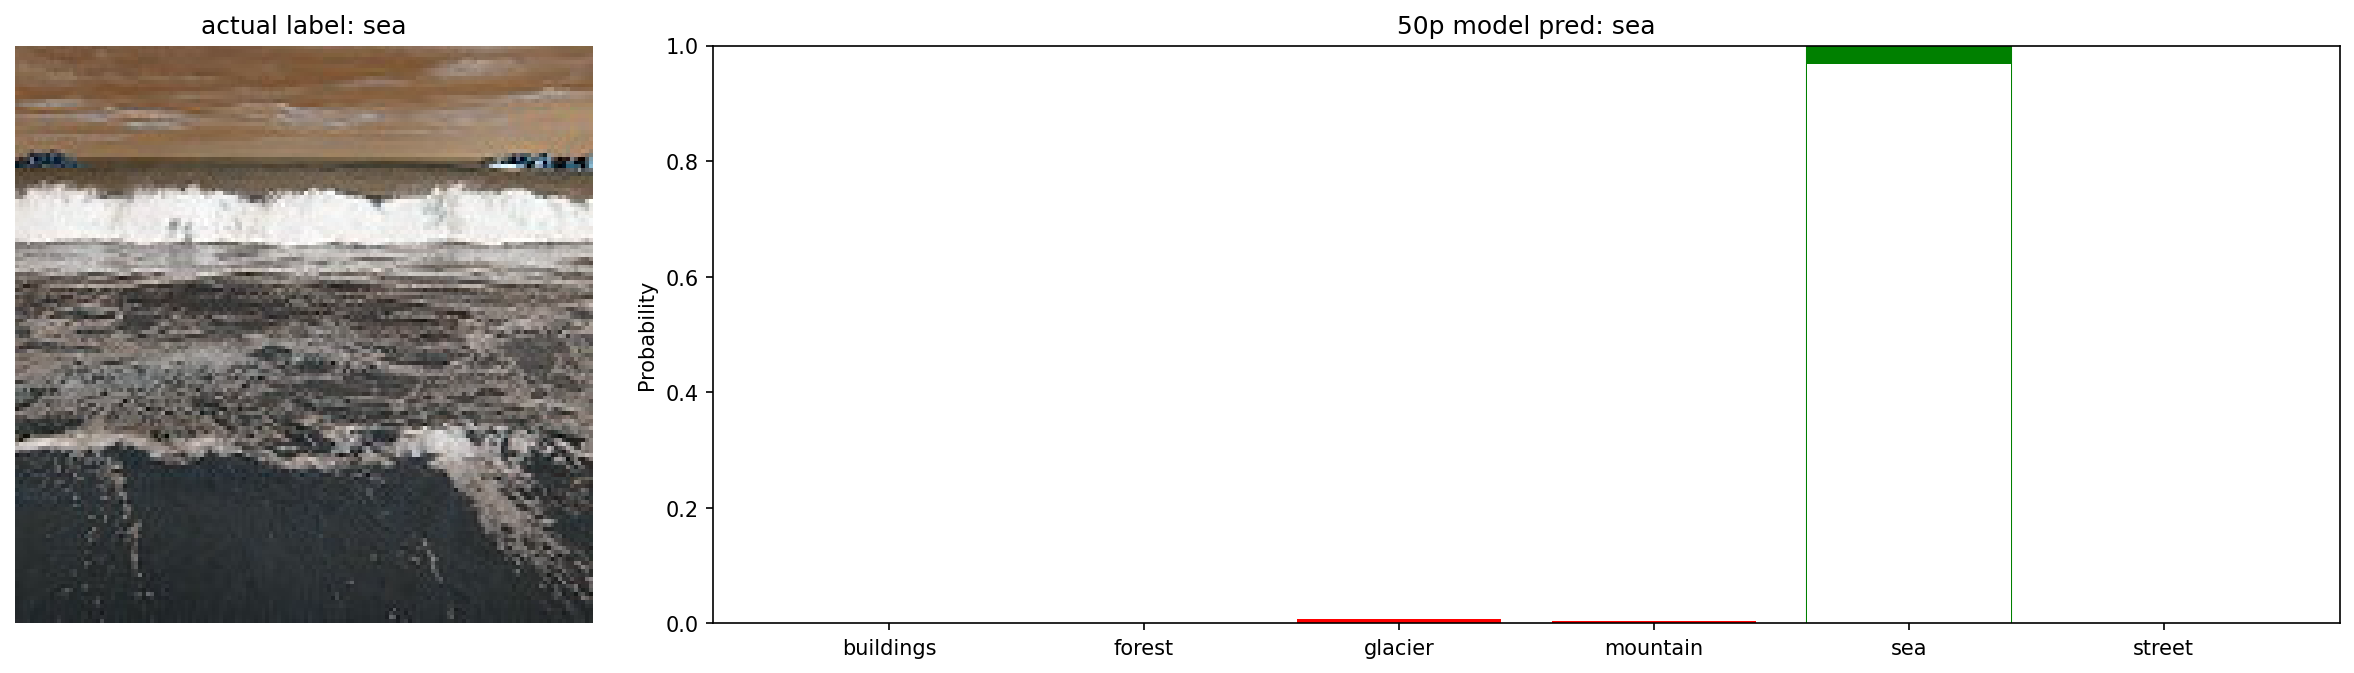 actual label: sea
50p model pred: sea
Probability
1.0
0.8
0.6
0.4
0.2
0.0
buildings forest glacier mountain sea street